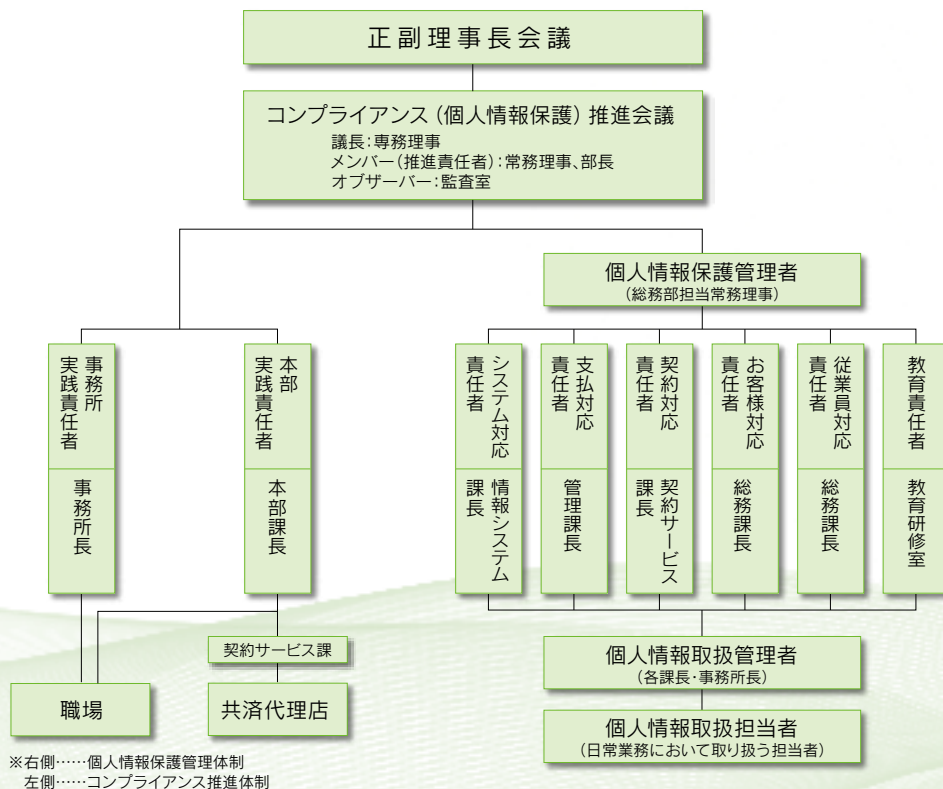 正副理事長会議
コンプライアンス（個人情報保護）推進会議
議長：専務理事
メンバー（推進責任者）：常務理事、部長
オブザーバー：監査室
個人情報保護管理者
（総務部担当常務理事）
事務所
実践責任者
事務所長
本部
実践責任者
本部課長
システム対応
責任者
情報システム
課長
支払対応
責任者
管理課長
契約対応
責任者
契約サービス
課長
お客様対応
責任者
総務課長
従業員対応
責任者
総務課長
教育責任者
教育研修室
契約サービス課
職場
共済代理店
個人情報取扱管理者
（各課長・事務所長）
個人情報取扱担当者
（日常業務において取り扱う担当者）
※右側……個人情報保護管理体制
左側……コンプライアンス推進体制